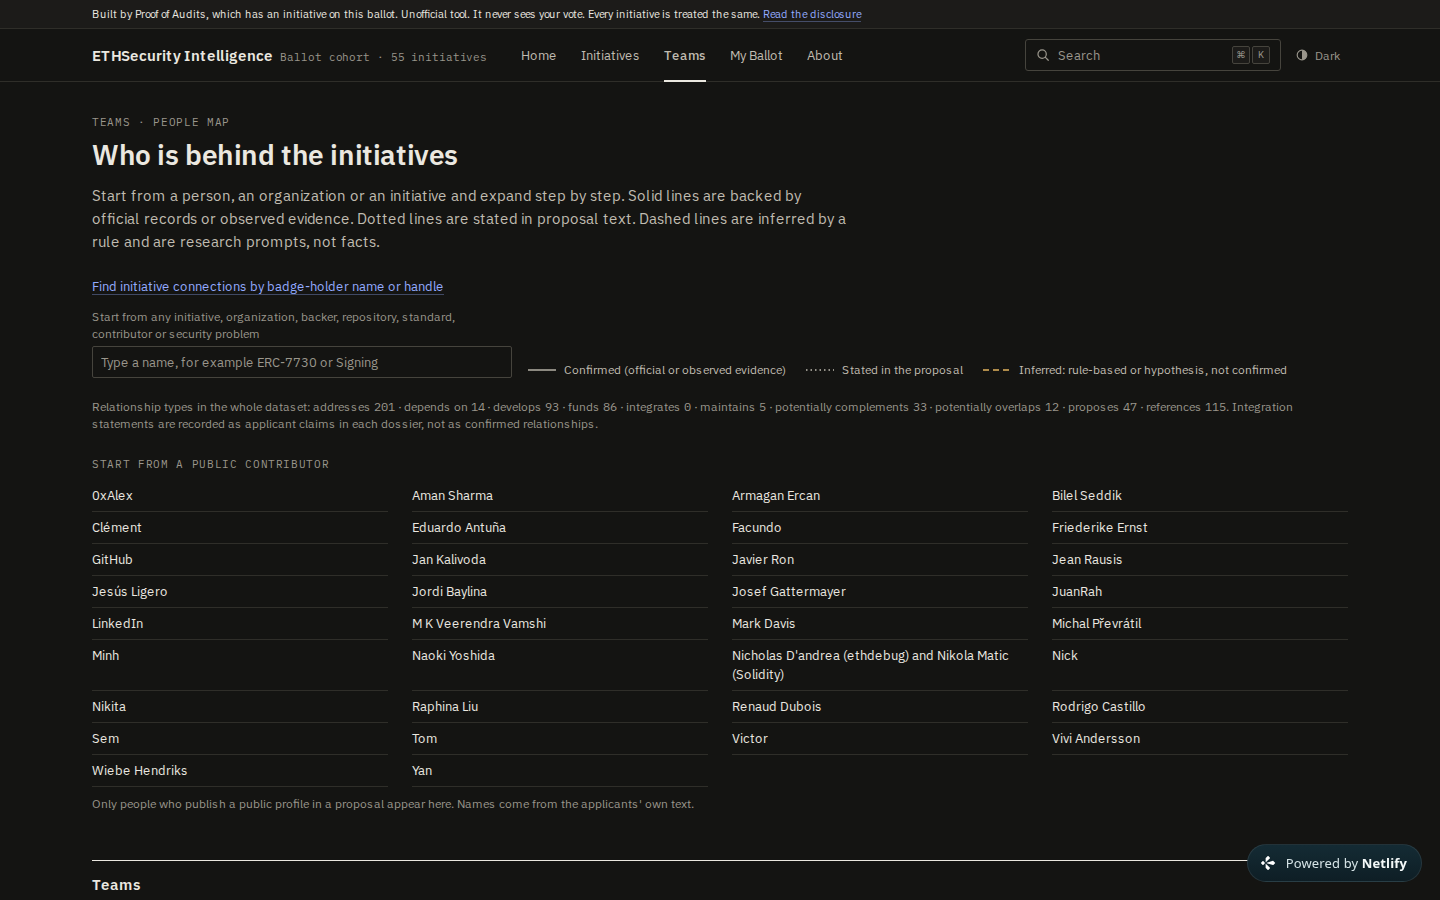 Built by Proof of Audits, which has an initiative on this ballot. Unofficial tool. It never sees your vote. Every initiative is treated the same. Read the disclosure
ETHSecurity Intelligence Ballot cohort · 55 initiatives Home Initiatives Teams My Ballot About Search ⌘ K Dark
TEAMS · PEOPLE MAP
Who is behind the initiatives
Start from a person, an organization or an initiative and expand step by step. Solid lines are backed by
official records or observed evidence. Dotted lines are stated in proposal text. Dashed lines are inferred by a
rule and are research prompts, not facts.
Find initiative connections by badge-holder name or handle
Start from any initiative, organization, backer, repository, standard,
contributor or security problem
Type a name, for example ERC-7730 or Signing
Confirmed (official or observed evidence) Stated in the proposal Inferred: rule-based or hypothesis, not confirmed
Relationship types in the whole dataset: addresses 201 · depends on 14 · develops 93 · funds 86 · integrates 0 · maintains 5 · potentially complements 33 · potentially overlaps 12 · proposes 47 · references 115. Integration
statements are recorded as applicant claims in each dossier, not as confirmed relationships.
START FROM A PUBLIC CONTRIBUTOR
0xAlex Aman Sharma Armagan Ercan Bilel Seddik
Clément Eduardo Antuña Facundo Friederike Ernst
GitHub Jan Kalivoda Javier Ron Jean Rausis
Jesús Ligero Jordi Baylina Josef Gattermayer JuanRah
LinkedIn M K Veerendra Vamshi Mark Davis Michal Převrátil
Minh Naoki Yoshida Nicholas D'andrea (ethdebug) and Nikola Matic Nick
(Solidity)
Nikita Raphina Liu Renaud Dubois Rodrigo Castillo
Sem Tom Victor Vivi Andersson
Wiebe Hendriks Yan
Only people who publish a public profile in a proposal appear here. Names come from the applicants' own text.
Teams
Powered by Netlify